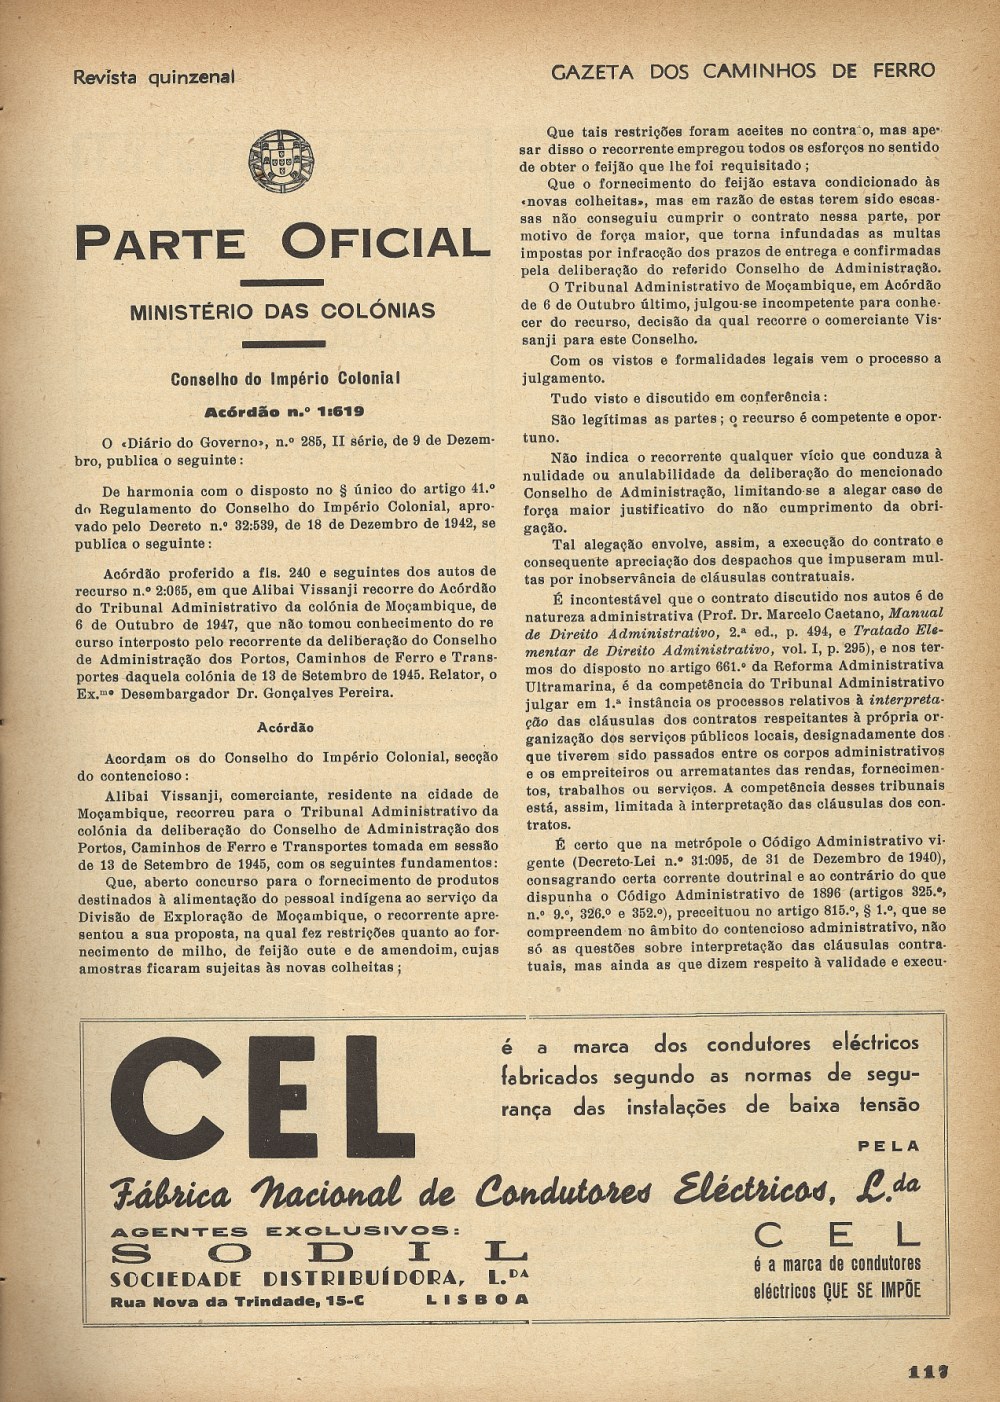 Revista quinzenal
GAZETA DOS CAMINHOS DE FERRO
PARTE OFICIAL
MINISTÉRIO DAS COLÓNIAS
Conselho do Império Colonial
Acórdão n.º 1:619
O «Diário do Governo», n.º 285, II série, de 9 de Dezem-
bro, publica o seguinte:
De harmonia com o disposto no § único do artigo 41.º
do Regulamento do Conselho do Império Colonial, apro-
vado pelo Decreto n.º 32:539, de 18 de Dezembro de 1942, se
publica o seguinte:
Acórdão proferido a fls. 240 e seguintes dos autos de
recurso n.º 2:065, em que Alibai Vissanji recorre do Acórdão
do Tribunal Administrativo da colónia de Moçambique, de
6 de Outubro de 1947, que não tomou conhecimento do re
curso interposto pelo recorrente da deliberação do Conselho
de Administração dos Portos, Caminhos de Ferro e Trans-
portes daquela colónia de 13 de Setembro de 1945. Relator, o
Ex.mº Desembargador Dr. Gonçalves Pereira.
Acórdão
Acordam os do Conselho do Império Colonial, secção
do contencioso:
Alibai Vissanji, comerciante, residente na cidade de
Moçambique, recorreu para o Tribunal Administrativo da
colónia da deliberação do Conselho de Administração dos
Portos, Caminhos de Ferro e Transportes tomada em sessão
de 13 de Setembro de 1945, com os seguintes fundamentos:
Que, aberto concurso para o fornecimento de produtos
destinados à alimentação do pessoal indígena ao serviço da
Divisão de Exploração de Moçambique, o recorrente apre-
sentou a sua proposta, na qual fez restrições quanto ao for-
necimento de milho, de feijão cute e de amendoim, cujas
amostras ficaram sujeitas às novas colheitas;
Que tais restrições foram aceites no contra o, mas ape-
sar disso o recorrente empregou todos os esforços no sentido
de obter o feijão que lhe foi requisitado;
Que o fornecimento do feijão estava condicionado às
«novas colheitas», mas em razão de estas terem sido escas-
sas não conseguiu cumprir o contrato nessa parte, por
motivo de força maior, que torna infundadas as multas
impostas por infracção dos prazos de entrega e confirmadas
pela deliberação do referido Conselho de Administração.
O Tribunal Administrativo de Moçambique, em Acórdão
de 6 de Outubro último, julgou-se incompetente para conhe-
cer do recurso, decisão da qual recorre o comerciante Vis-
sanji para este Conselho.
Com os vistos e formalidades legais vem o processo a
julgamento.
Tudo visto e discutido em conferência:
São legítimas as partes; o recurso é competente e opor-
tuno.
Não indica o recorrente qualquer vício que conduza à
nulidade ou anulabilidade da deliberação do mencionado
Conselho de Administração, limitando-se a alegar caso de
força maior justificativo do não cumprimento da obri-
gação.
Tal alegação envolve, assim, a execução do contrato e
consequente apreciação dos despachos que impuseram mul-
tas por inobservância de cláusulas contratuais.
É incontestável que o contrato discutido nos autos é de
natureza administrativa (Prof. Dr. Marcelo Caetano, Manual
de Direito Administrativo, 2.ª ed., p. 494, e Tratado Ele-
mentar de Direito Administrativo, vol. I, p. 295), e nos ter-
mos do disposto no artigo 661.º da Reforma Administrativa
Ultramarina, é da competência do Tribunal Administrativo
julgar em 1.ª instância os processos relativos à interpreta-
ção das cláusulas dos contratos respeitantes à própria or-
ganização dos serviços públicos locais, designadamente dos
que tiverem sido passados entre os corpos administrativos
e os empreiteiros ou arrematantes das rendas, fornecimen-
tos, trabalhos ou serviços. A competência desses tribunais
está, assim, limitada à interpretação das cláusulas dos con-
tratos.
É certo que na metrópole o Código Administrativo vi-
gente (Decreto-Lei n.º 31:095, de 31 de Dezembro de 1940),
consagrando certa corrente doutrinal e ao contrário do que
dispunha o Código Administrativo de 1896 (artigos 325.º,
n.º 9.º, 326.º e 352.º), preceituou no artigo 815.º, § 1.º, que se
compreendem no âmbito do contencioso administrativo, não
só as questões sobre interpretação das cláusulas contra-
tuais, mas ainda as que dizem respeito à validade e execu-
CEL
é a marca dos condutores eléctricos
fabricados segundo as normas de segu-
rança das instalações de baixa tensão
PELA
Fábrica Nacional de Condutores Eléctricos, L.da
AGENTES EXCLUSIVOS:
SODIL
SOCIEDADE DISTRIBUÍDORA, L.DA
Rua Nova da Trindade, 15-C LISBOA
CEL
é a marca de condutores
eléctricos QUE SE IMPÕE
117